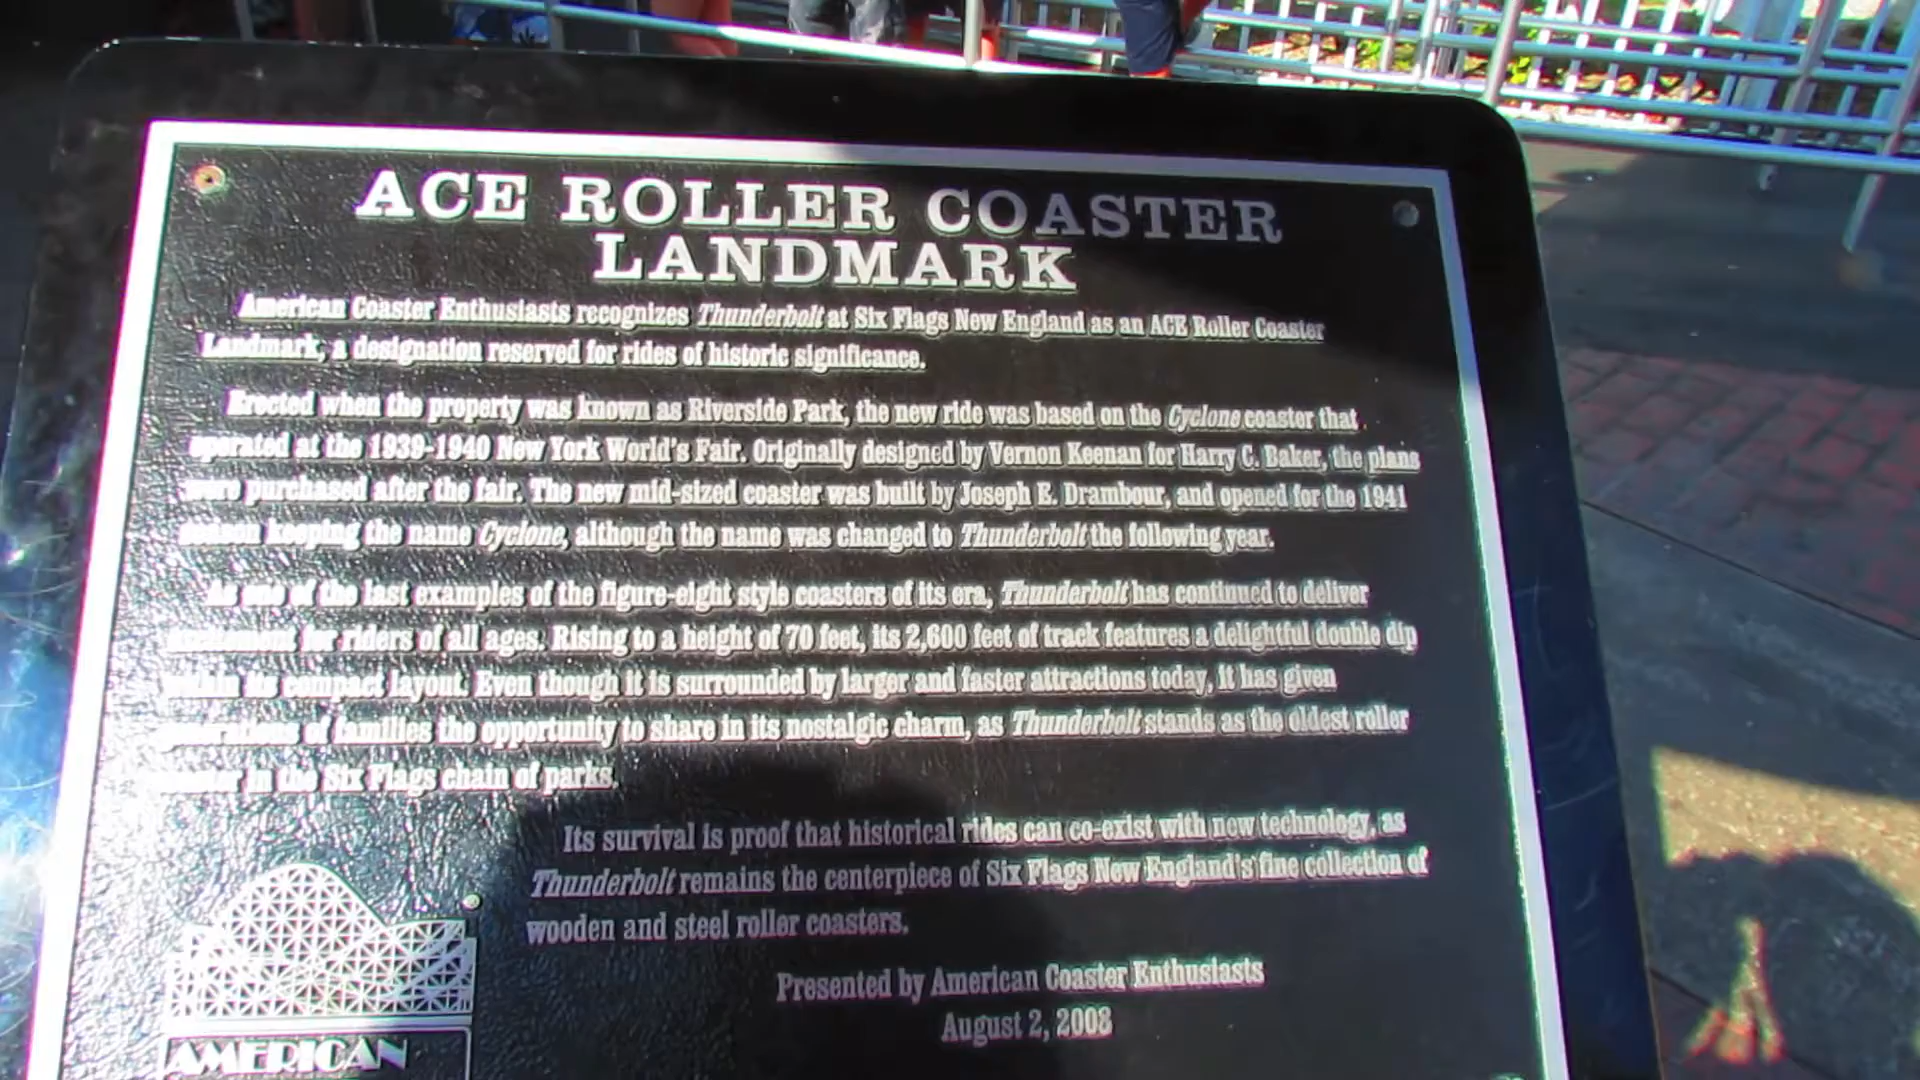 ACE ROLLER COASTER
LANDMARK
American Coaster Enthusiasts recognizes Thunderbolt at Six Flags New England as an ACE Roller Coaster
Landmark, a designation reserved for rides of historic significance.
Erected when the property was known as Riverside Park, the new ride was based on the Cyclone coaster that
operated at the 1939-1940 New York World's Fair. Originally designed by Vernon Keenan for Harry C. Baker, the plans
were purchased after the fair. The new mid-sized coaster was built by Joseph E. Drambour, and opened for the 1941
season keeping the name Cyclone, although the name was changed to Thunderbolt the following year.
As one of the last examples of the figure-eight style coasters of its era, Thunderbolt has continued to deliver
excitement for riders of all ages. Rising to a height of 70 feet, its 2,600 feet of track features a delightful double dip
within its compact layout. Even though it is surrounded by larger and faster attractions today, it has given
generations of families the opportunity to share in its nostalgic charm, as Thunderbolt stands as the oldest roller
coaster in the Six Flags chain of parks.
Its survival is proof that historical rides can co-exist with new technology, as
Thunderbolt remains the centerpiece of Six Flags New England's fine collection of
wooden and steel roller coasters.
Presented by American Coaster Enthusiasts
August 2, 2008
AMERICAN